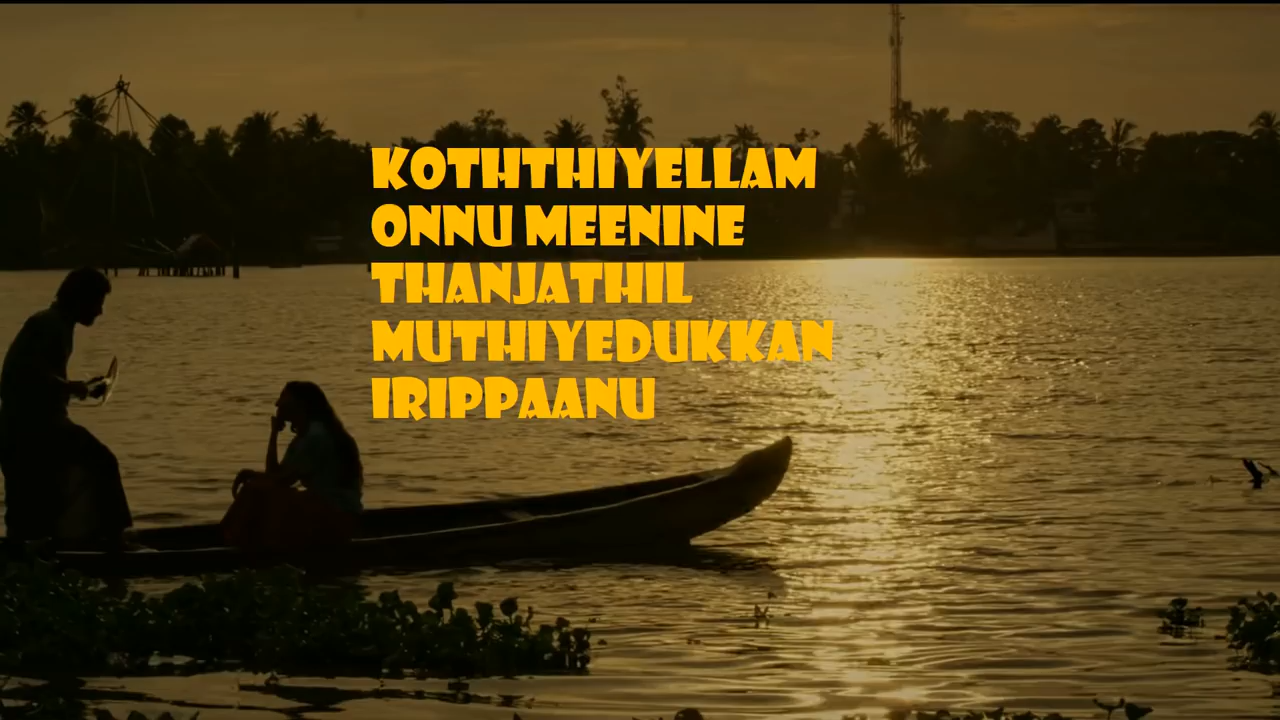 KOTHTHIYELLAM
ONNU MEENINE
THANJATHIL
MUTHIYEDUKKAN
IRIPPAANU